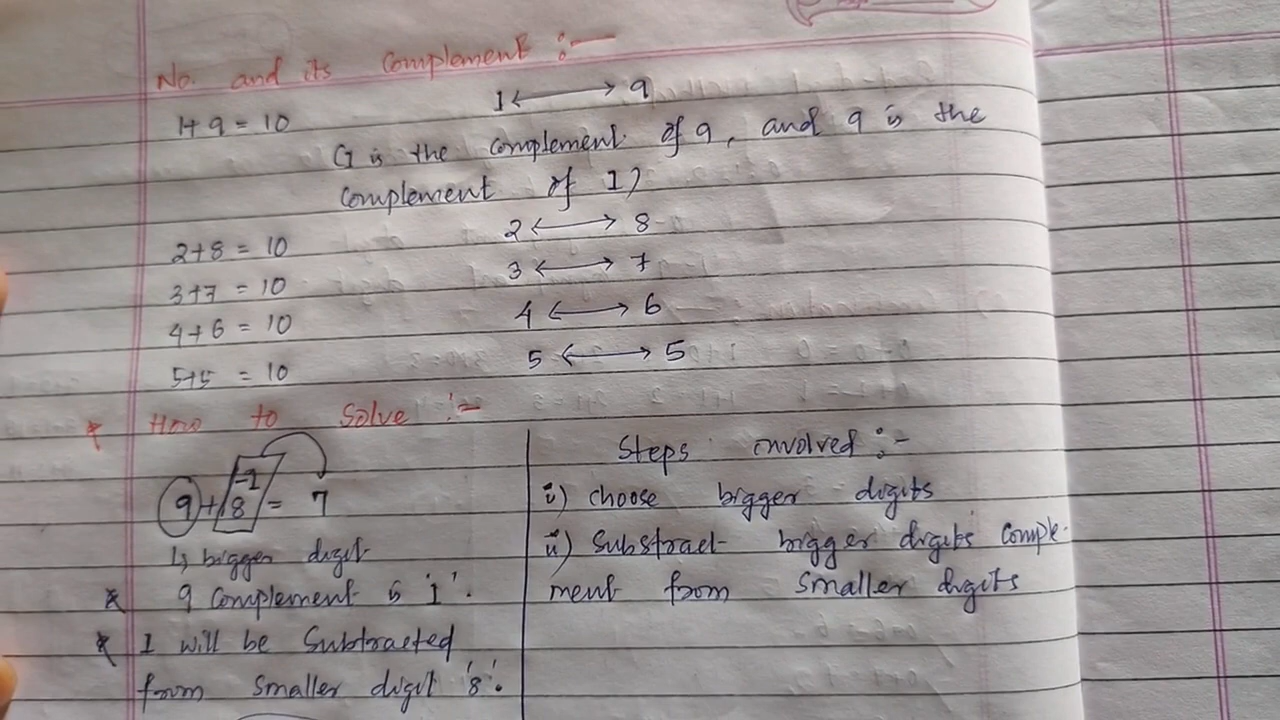 No. and its Complement :—
1+9 = 10
1 ⟷ 9
(1 is the complement of 9, and 9 is the
complement of 1)
2+8 = 10
2 ⟷ 8
3+7 = 10
3 ⟷ 7
4+6 = 10
4 ⟷ 6
5+5 = 10
5 ⟷ 5
* How to Solve :-
-1
9 + 8 = 7
↳ bigger digit
* 9 Complement is '1'.
* 1 will be Subtracted
from Smaller digit '8'.
Steps involved :-
i) choose bigger digits
ii) Substract bigger digits comple-
ment from Smaller digits